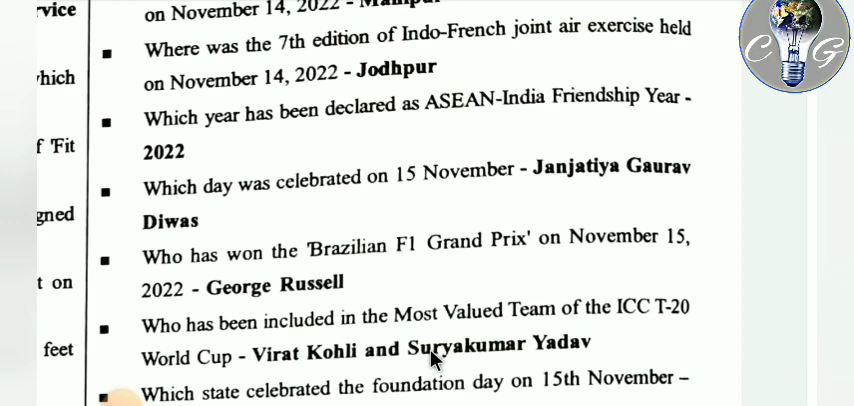 rvice
which
f 'Fit
gned
t on
feet
on November 14, 2022 - Manipur
▪ Where was the 7th edition of Indo-French joint air exercise held
on November 14, 2022 - Jodhpur
▪ Which year has been declared as ASEAN-India Friendship Year -
2022
▪ Which day was celebrated on 15 November - Janjatiya Gaurav
Diwas
▪ Who has won the 'Brazilian F1 Grand Prix' on November 15,
2022 - George Russell
▪ Who has been included in the Most Valued Team of the ICC T-20
World Cup - Virat Kohli and Suryakumar Yadav
▪ Which state celebrated the foundation day on 15th November –
C G